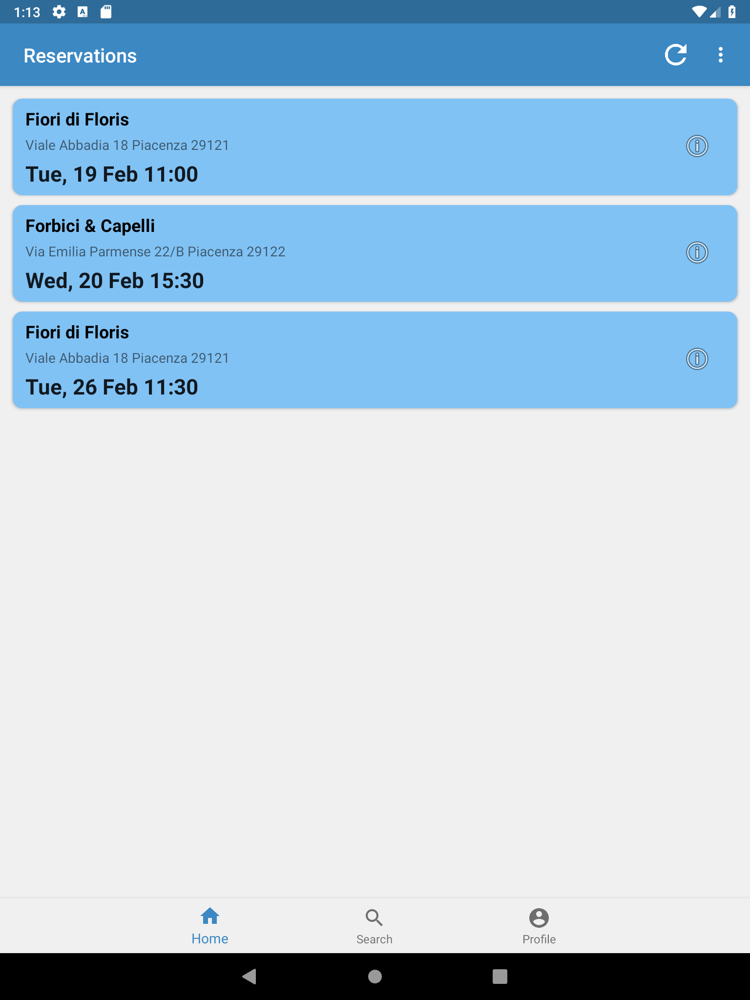 1:13
Reservations
Fiori di Floris
Viale Abbadia 18 Piacenza 29121
Tue, 19 Feb 11:00
Forbici & Capelli
Via Emilia Parmense 22/B Piacenza 29122
Wed, 20 Feb 15:30
Fiori di Floris
Viale Abbadia 18 Piacenza 29121
Tue, 26 Feb 11:30
Home
Search
Profile